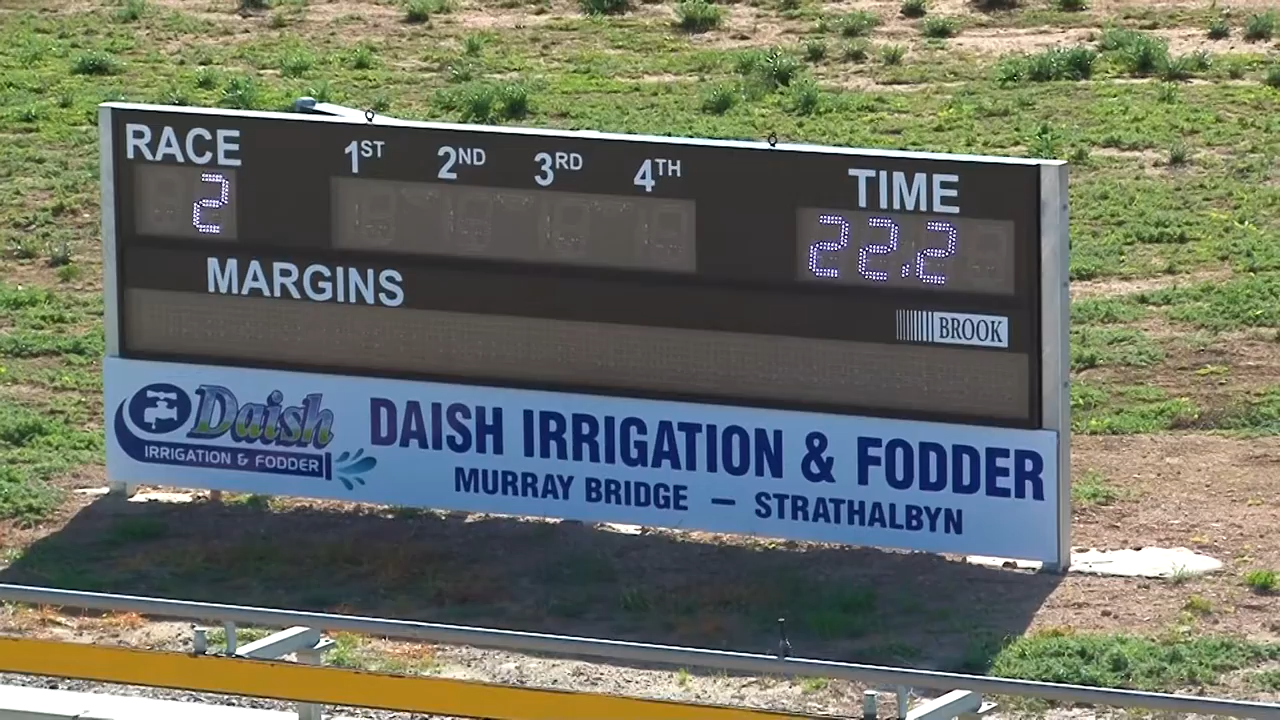 RACE 1ST 2ND 3RD 4TH TIME
2 22.2
MARGINS
BROOK
Daish
IRRIGATION & FODDER
DAISH IRRIGATION & FODDER
MURRAY BRIDGE – STRATHALBYN